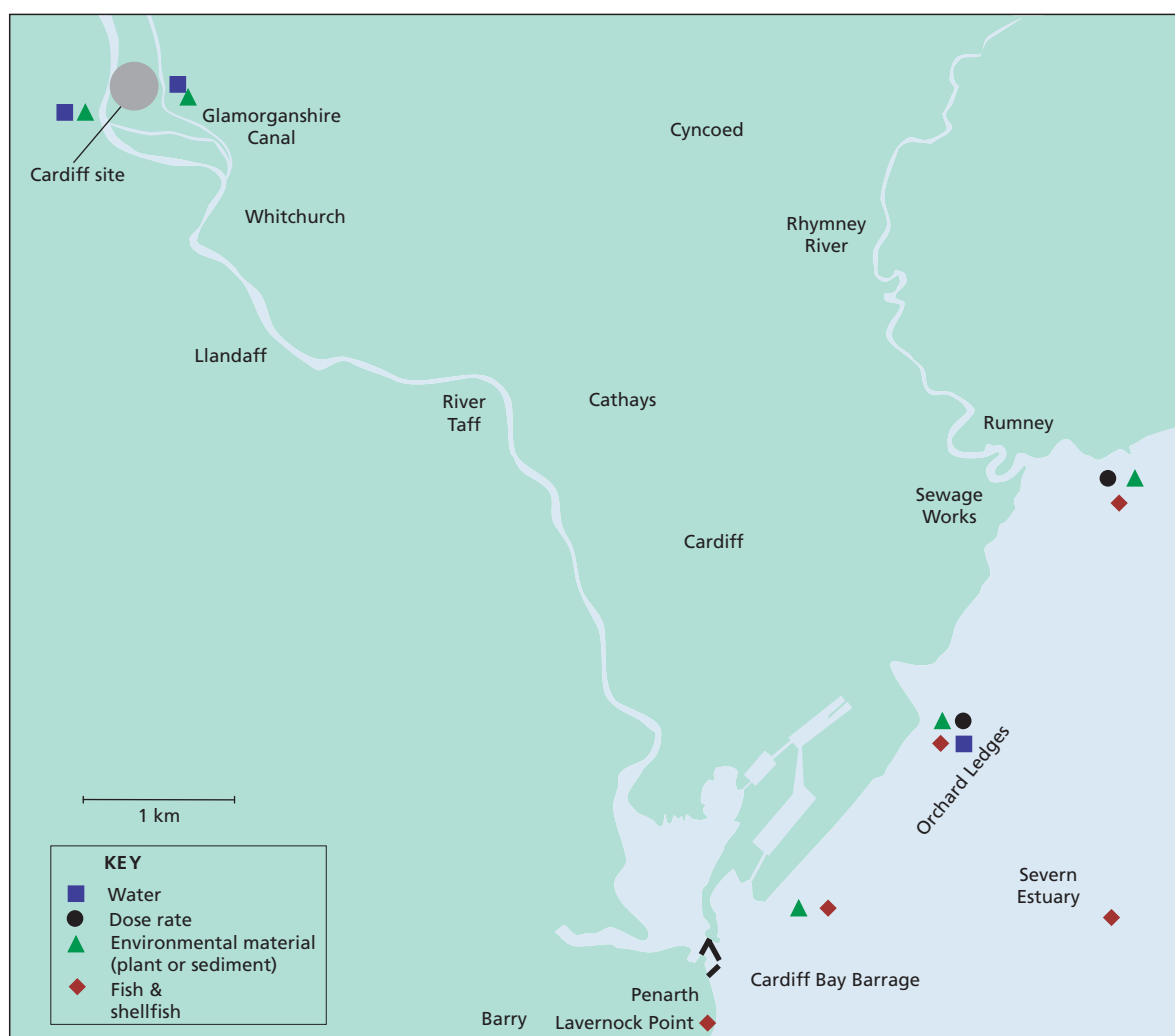 Glamorganshire
Canal
Cardiff site
Cyncoed
Whitchurch
Rhymney
River
Llandaff
River
Taff
Cathays
Rumney
Sewage
Works
Cardiff
Orchard Ledges
1 km
KEY
Water
Dose rate
Environmental material
(plant or sediment)
Fish &
shellfish
Severn
Estuary
Cardiff Bay Barrage
Penarth
Barry
Lavernock Point